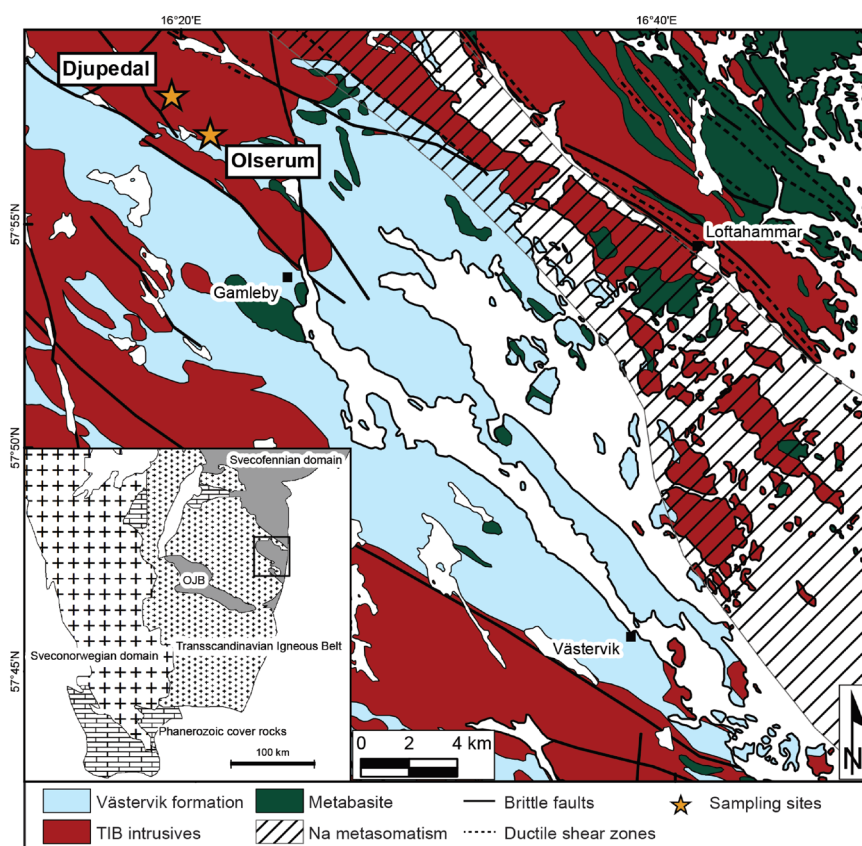 16°20'E
16°40'E
Djupedal
Olserum
57°55'N
Loftahammar
Gamleby
57°50'N
Svecofennian domain
OJB
Transscandinavian Igneous Belt
Sveconorwegian domain
57°45'N
Västervik
Phanerozoic cover rocks
100 km
0 2 4 km
N
Västervik formation
Metabasite
Brittle faults
Sampling sites
TIB intrusives
Na metasomatism
Ductile shear zones